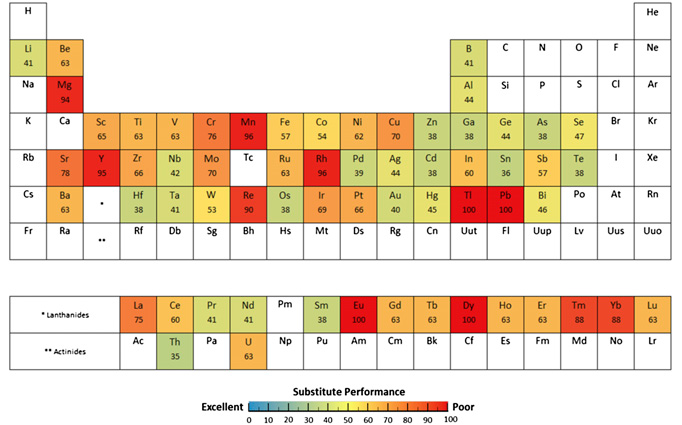 H He
Li Be B C N O F Ne
41 63 41
Na Mg Al Si P S Cl Ar
94 44
K Ca Sc Ti V Cr Mn Fe Co Ni Cu Zn Ga Ge As Se Br Kr
65 63 63 76 96 57 54 62 70 38 38 44 38 47
Rb Sr Y Zr Nb Mo Tc Ru Rh Pd Ag Cd In Sn Sb Te I Xe
78 95 66 42 70 63 96 39 44 38 60 36 57 38
Cs Ba * Hf Ta W Re Os Ir Pt Au Hg Tl Pb Bi Po At Rn
63 38 41 53 90 38 69 66 40 45 100 100 46
Fr Ra ** Rf Db Sg Bh Hs Mt Ds Rg Cn Uut Fl Uup Lv Uus Uuo
* Lanthanides La Ce Pr Nd Pm Sm Eu Gd Tb Dy Ho Er Tm Yb Lu
75 60 41 41 38 100 63 63 100 63 63 88 88 63
** Actinides Ac Th Pa U Np Pu Am Cm Bk Cf Es Fm Md No Lr
35 63
Substitute Performance
Excellent Poor
0 10 20 30 40 50 60 70 80 90 100